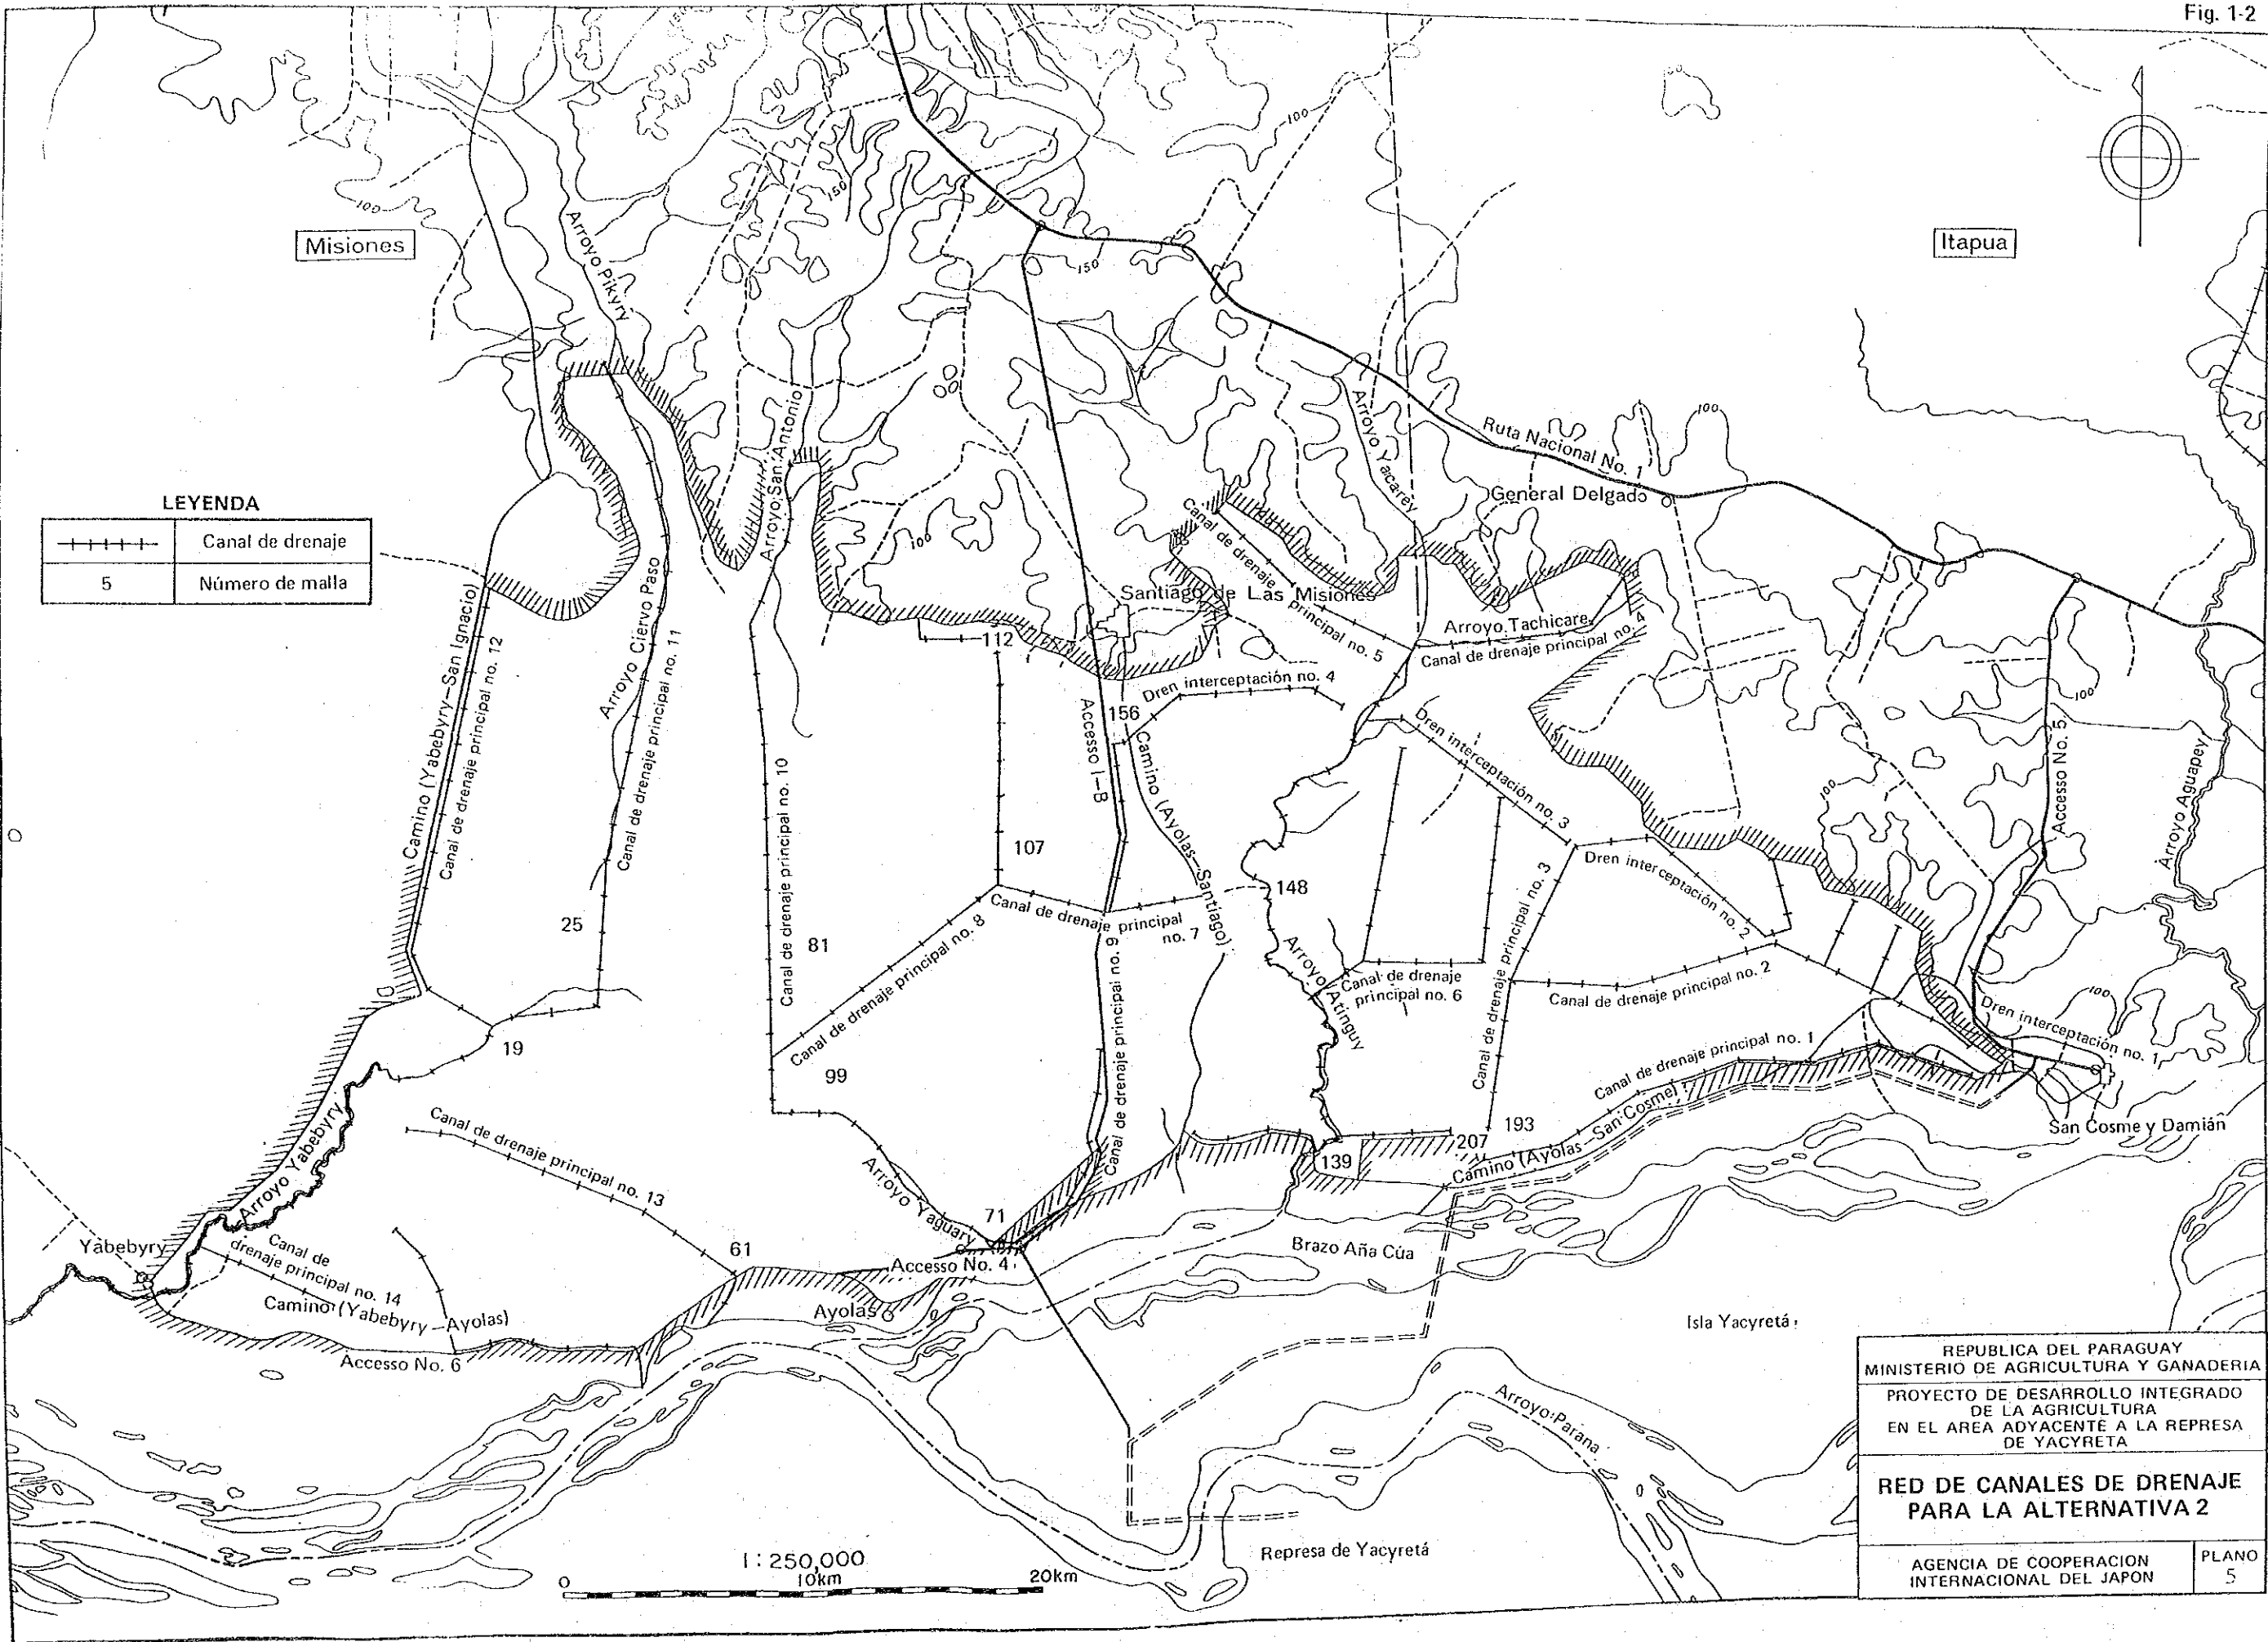 Fig. 1-2
Misiones
Itapua
100
150
100
150
100
100
100
100
100
100
Arroyo Pikyry
Arroyo San Antonio
Arroyo Yacarey
Ruta Nacional No. 1
General Delgado
LEYENDA
Canal de drenaje
5
Número de malla
Canal de drenaje principal no. 5
Santiago de Las Misiones
Arroyo Tachicare
Canal de drenaje principal no. 4
Camino (Yabebyry–San Ignacio)
Canal de drenaje principal no. 12
Arroyo Ciervo Paso
Canal de drenaje principal no. 11
112
Dren interceptación no. 4
156
Accesso I–B
Camino (Ayolas–Santiago)
Dren interceptación no. 3
Accesso No. 5
Arroyo Aguapey
Canal de drenaje principal no. 10
107
148
Dren interceptación no. 2
Canal de drenaje principal no. 3
25
81
Canal de drenaje principal no. 8
Canal de drenaje principal
no. 7
Canal de drenaje principal no. 9
Arroyo Atinguy
Canal de drenaje
principal no. 6
Canal de drenaje principal no. 2
Dren interceptación no. 1
19
99
Canal de drenaje principal no. 1
Camino (Ayolas–San Cosme)
San Cosme y Damián
193
207
139
Arroyo Yabebyry
Canal de drenaje principal no. 13
Arroyo Yaguary
71
61
Yabebyry
Canal de
drenaje principal no. 14
Camino (Yabebyry–Ayolas)
Accesso No. 6
Accesso No. 4
Ayolas
Brazo Aña Cúa
Isla Yacyretá
Arroyo Parana
Represa de Yacyretá
1 : 250,000
0 10km 20km
REPUBLICA DEL PARAGUAY
MINISTERIO DE AGRICULTURA Y GANADERIA
PROYECTO DE DESARROLLO INTEGRADO
DE LA AGRICULTURA
EN EL AREA ADYACENTE A LA REPRESA
DE YACYRETA
RED DE CANALES DE DRENAJE
PARA LA ALTERNATIVA 2
AGENCIA DE COOPERACION
INTERNACIONAL DEL JAPON
PLANO
5